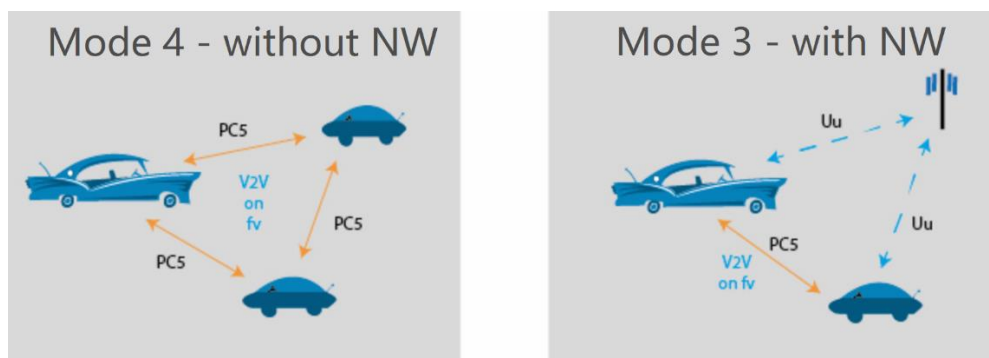 Mode 4 - without NW
PC5
V2V
on
fv
PC5
PC5
Mode 3 - with NW
Uu
Uu
PC5
V2V
on fv